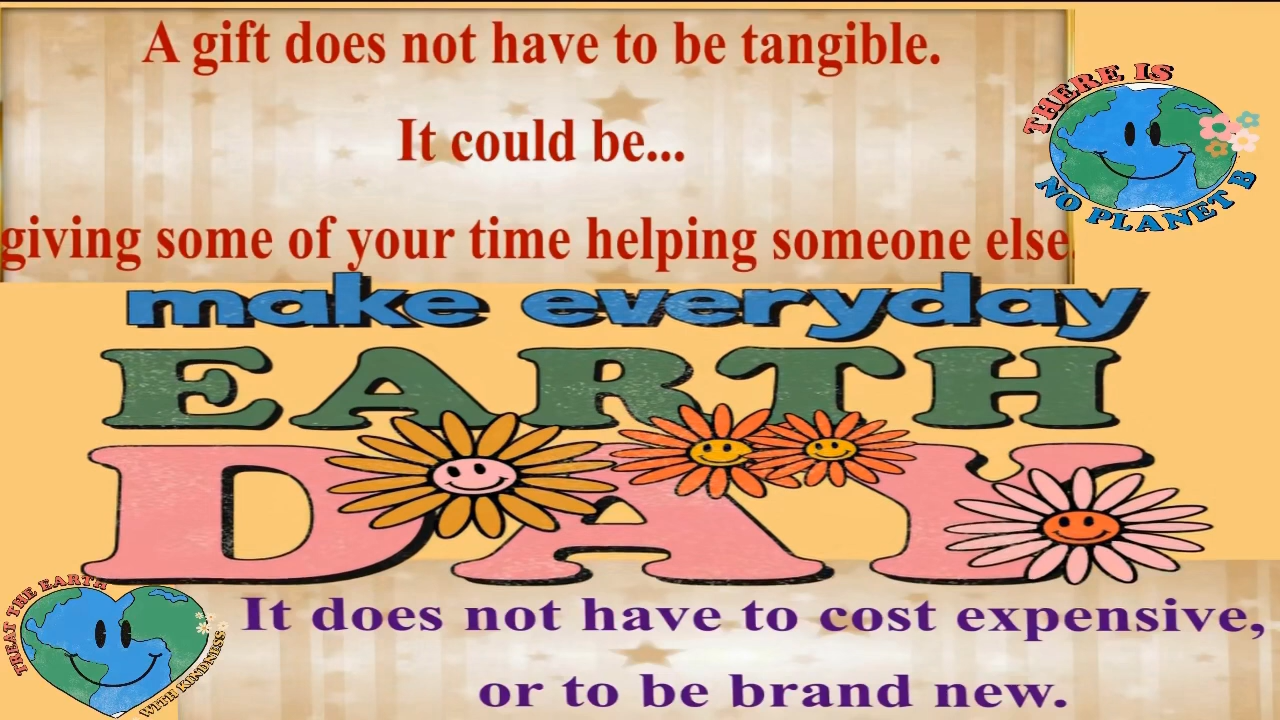 A gift does not have to be tangible.
It could be...
giving some of your time helping someone else.
THERE IS
NO PLANET B
make everyday
EARTH
DAY
TREAT THE EARTH
WITH KINDNESS
It does not have to cost expensive,
or to be brand new.